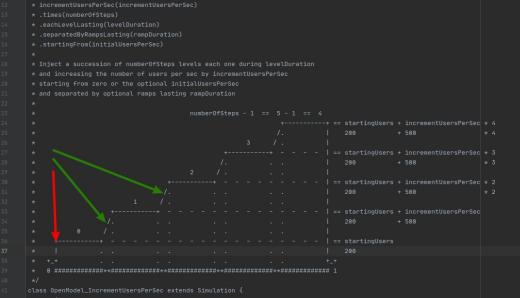 12 * incrementUsersPerSec(incrementUsersPerSec)
13 * .times(numberOfSteps)
14 * .eachLevelLasting(levelDuration)
15 * .separatedByRampsLasting(rampDuration)
16 * .startingFrom(initialUsersPerSec)
17 *
18 * Inject a succession of numberOfSteps levels each one during levelDuration
19 * and increasing the number of users per sec by incrementUsersPerSec
20 * starting from zero or the optional initialUsersPerSec
21 * and separated by optional ramps lasting rampDuration
22 *
23 * numberOfSteps - 1 == 5 - 1 == 4
24 * +-----------+ == startingUsers + incrementUsersPerSec * 4
25 * /. | 200 + 500 * 4
26 * 3 /. |
27 * +-----------+ - - - - - - | == startingUsers + incrementUsersPerSec * 3
28 * /. . . | 200 + 500 * 3
29 * 2 /. . . |
30 * +-----------+ - - - - - - - - - | == startingUsers + incrementUsersPerSec * 2
31 * /. . . . . | 200 + 500 * 2
32 * 1 /. . . . . |
33 * +-----------+ - - - - - - - - - - - - | == startingUsers + incrementUsersPerSec
34 * /. . . . . . . | 200 + 500
35 * 0 /. . . . . . . |
36 * +-----------+ - - - - - - - - - - - - - - - | == startingUsers
37 * | . . . . . . . | 200
38 * +_+ . . . . . . . +_+
39 * 0 #############++#############++#############++#############++############# 1
40 */
41 class OpenModel_IncrementUsersPerSec extends Simulation {